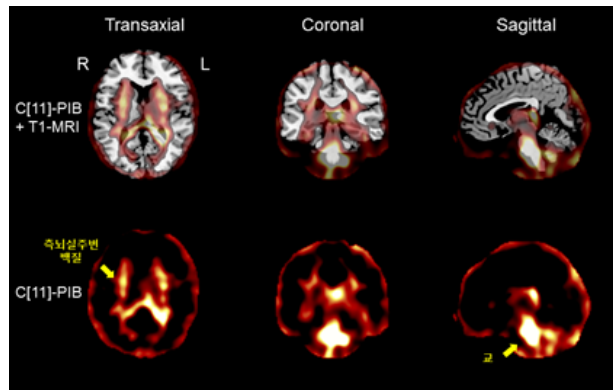 Transaxial
Coronal
Sagittal
R
L
C[11]-PIB
+ T1-MRI
측뇌실주변
백질
C[11]-PIB
교